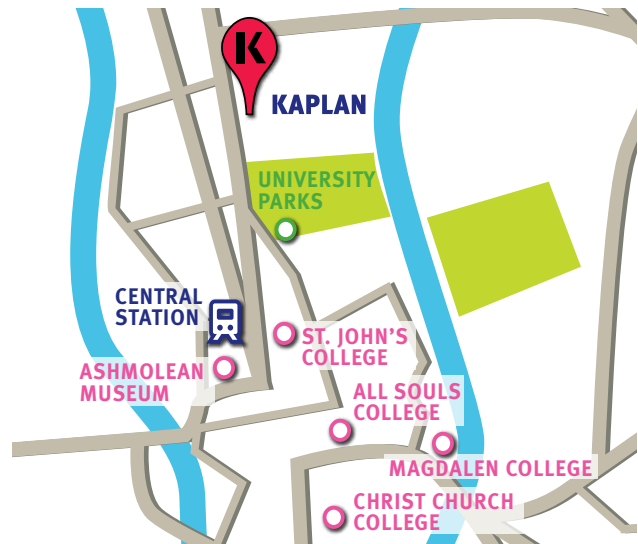 K
KAPLAN
UNIVERSITY
PARKS
CENTRAL
STATION
ST. JOHN'S
COLLEGE
ASHMOLEAN
MUSEUM
ALL SOULS
COLLEGE
MAGDALEN COLLEGE
CHRIST CHURCH
COLLEGE